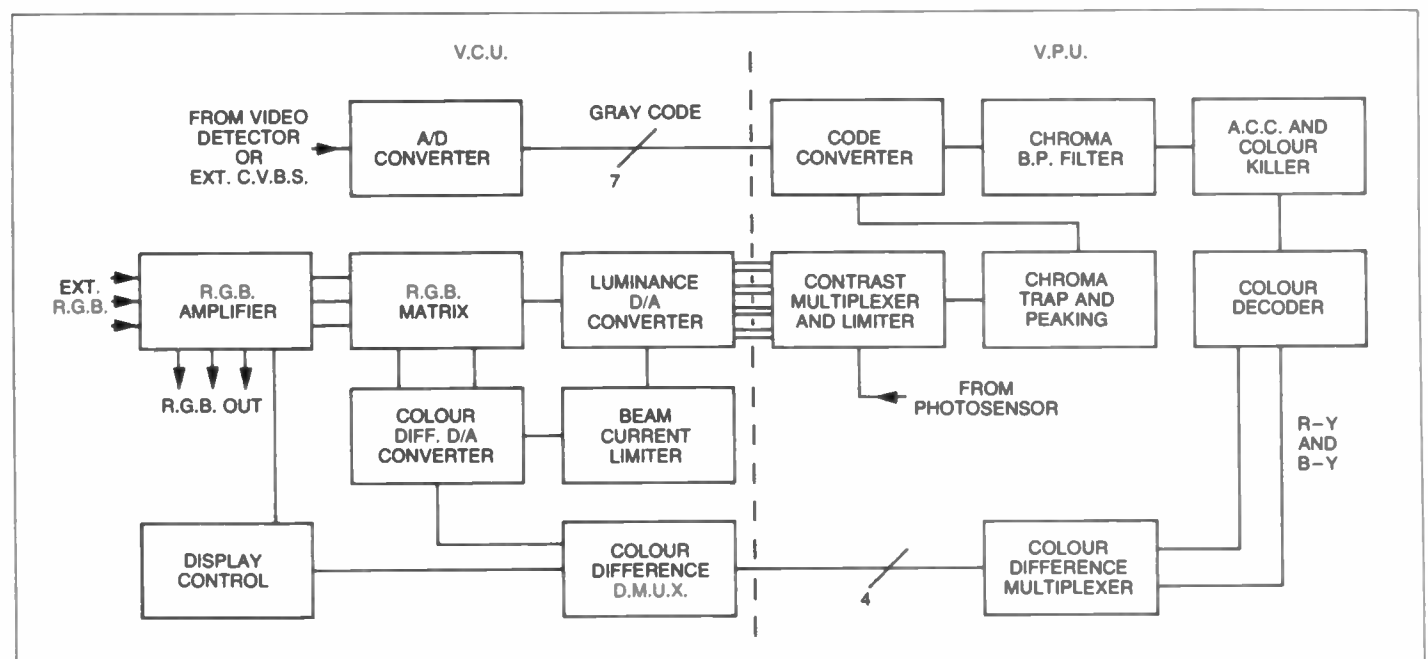 V.C.U.
V.P.U.
FROM VIDEO
DETECTOR
OR
EXT. C.V.B.S.
A/D
CONVERTER
GRAY CODE
7
CODE
CONVERTER
CHROMA
B.P. FILTER
A.C.C. AND
COLOUR
KILLER
EXT.
R.G.B.
R.G.B.
AMPLIFIER
R.G.B.
MATRIX
LUMINANCE
D/A
CONVERTER
CONTRAST
MULTIPLEXER
AND LIMITER
CHROMA
TRAP AND
PEAKING
COLOUR
DECODER
R.G.B. OUT
COLOUR
DIFF. D/A
CONVERTER
BEAM
CURRENT
LIMITER
FROM
PHOTOSENSOR
R-Y
AND
B-Y
DISPLAY
CONTROL
COLOUR
DIFFERENCE
D.M.U.X.
4
COLOUR
DIFFERENCE
MULTIPLEXER